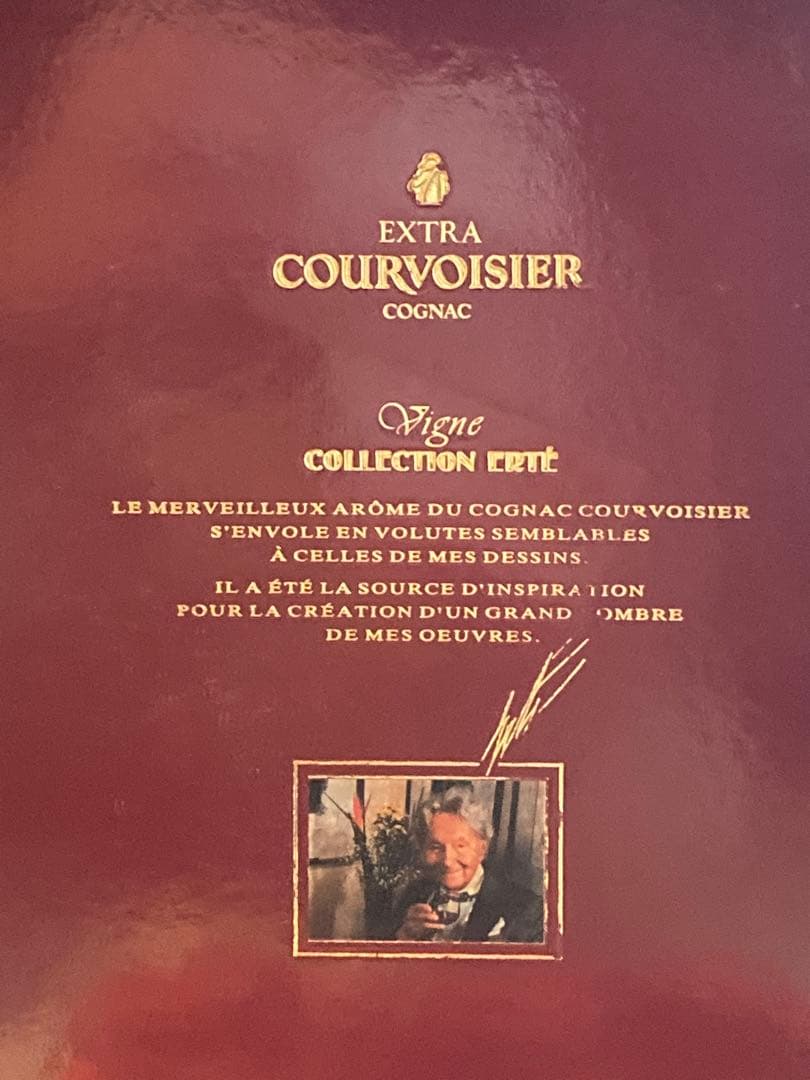 EXTRA
COURVOISIER
COGNAC
Vigne
COLLECTION ERTÉ
LE MERVEILLEUX ARÔME DU COGNAC COURVOISIER
S'ENVOLE EN VOLUTES SEMBLABLES
À CELLES DE MES DESSINS.
IL A ÉTÉ LA SOURCE D'INSPIRATION
POUR LA CRÉATION D'UN GRAND NOMBRE
DE MES OEUVRES.